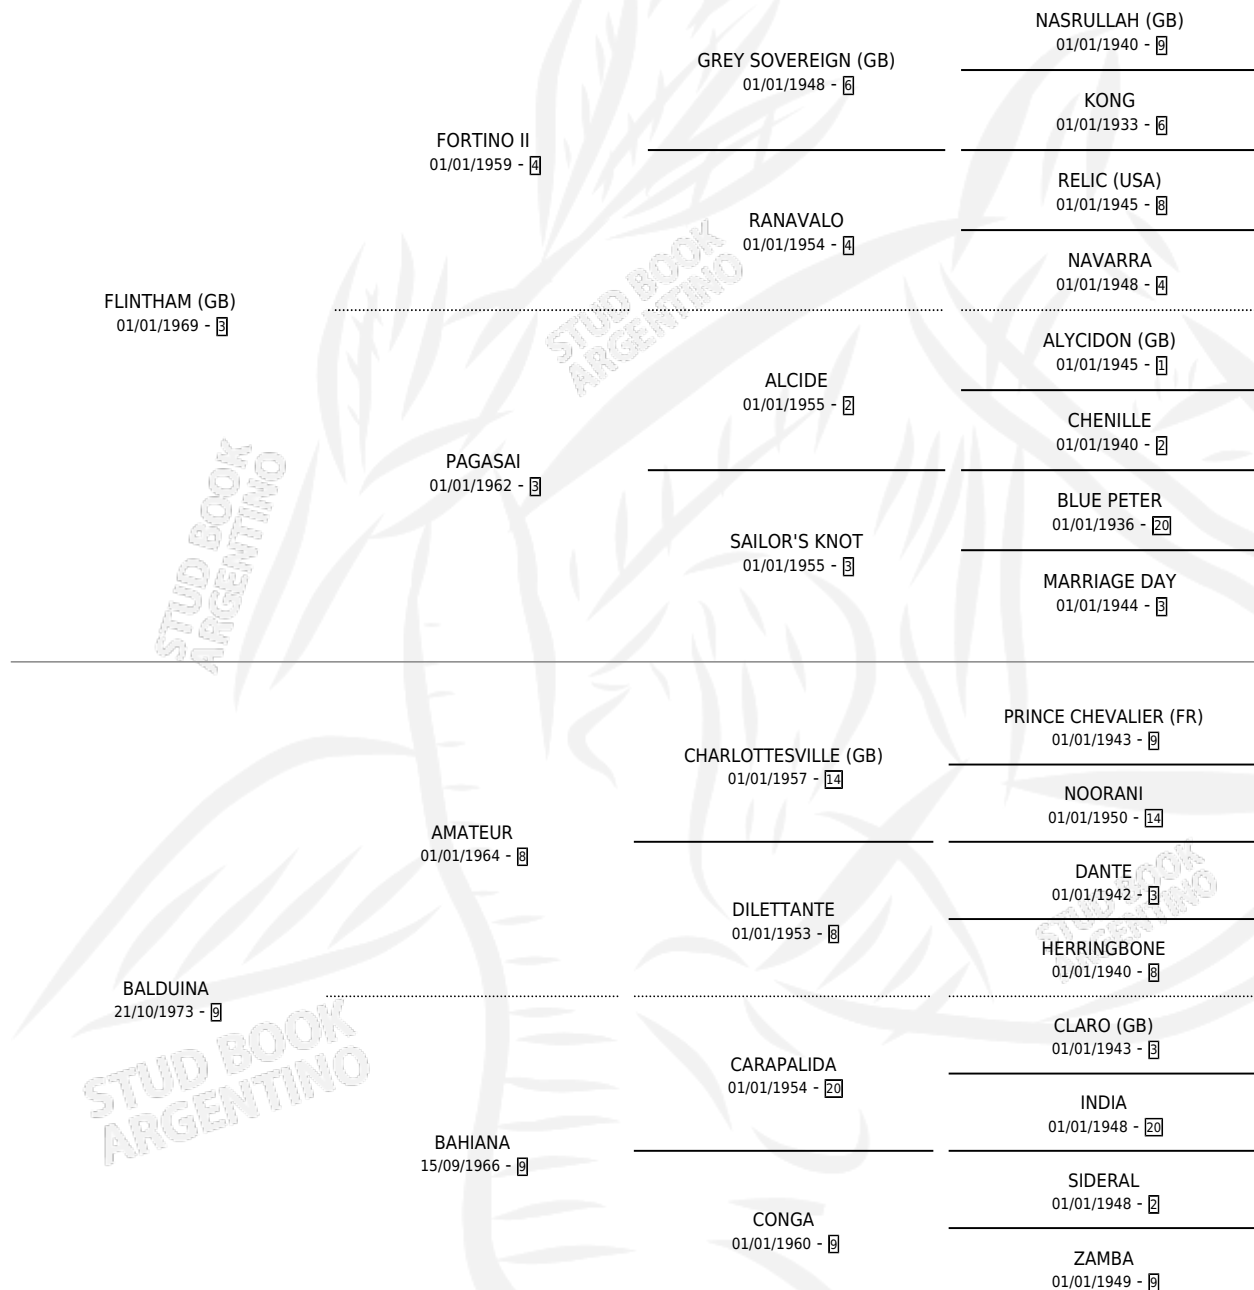 NASRULLAH (GB)
01/01/1940 - 9
GREY SOVEREIGN (GB)
01/01/1948 - 6
KONG
01/01/1933 - 6
FORTINO II
01/01/1959 - 4
RELIC (USA)
01/01/1945 - 8
RANAVALO
01/01/1954 - 4
NAVARRA
01/01/1948 - 4
FLINTHAM (GB)
01/01/1969 - 3
STUD BOOK
ARGENTINO
ALYCIDON (GB)
01/01/1945 - 1
ALCIDE
01/01/1955 - 2
CHENILLE
01/01/1940 - 2
PAGASAI
01/01/1962 - 3
BLUE PETER
01/01/1936 - 20
SAILOR'S KNOT
01/01/1955 - 3
MARRIAGE DAY
01/01/1944 - 3
STUD BOOK
ARGENTINO
PRINCE CHEVALIER (FR)
01/01/1943 - 9
CHARLOTTESVILLE (GB)
01/01/1957 - 14
NOORANI
01/01/1950 - 14
AMATEUR
01/01/1964 - 8
DANTE
01/01/1942 - 3
DILETTANTE
01/01/1953 - 8
HERRINGBONE
01/01/1940 - 8
STUD BOOK
ARGENTINO
BALDUINA
21/10/1973 - 9
STUD BOOK
ARGENTINO
CLARO (GB)
01/01/1943 - 3
CARAPALIDA
01/01/1954 - 20
INDIA
01/01/1948 - 20
BAHIANA
15/09/1966 - 9
SIDERAL
01/01/1948 - 2
CONGA
01/01/1960 - 9
ZAMBA
01/01/1949 - 9